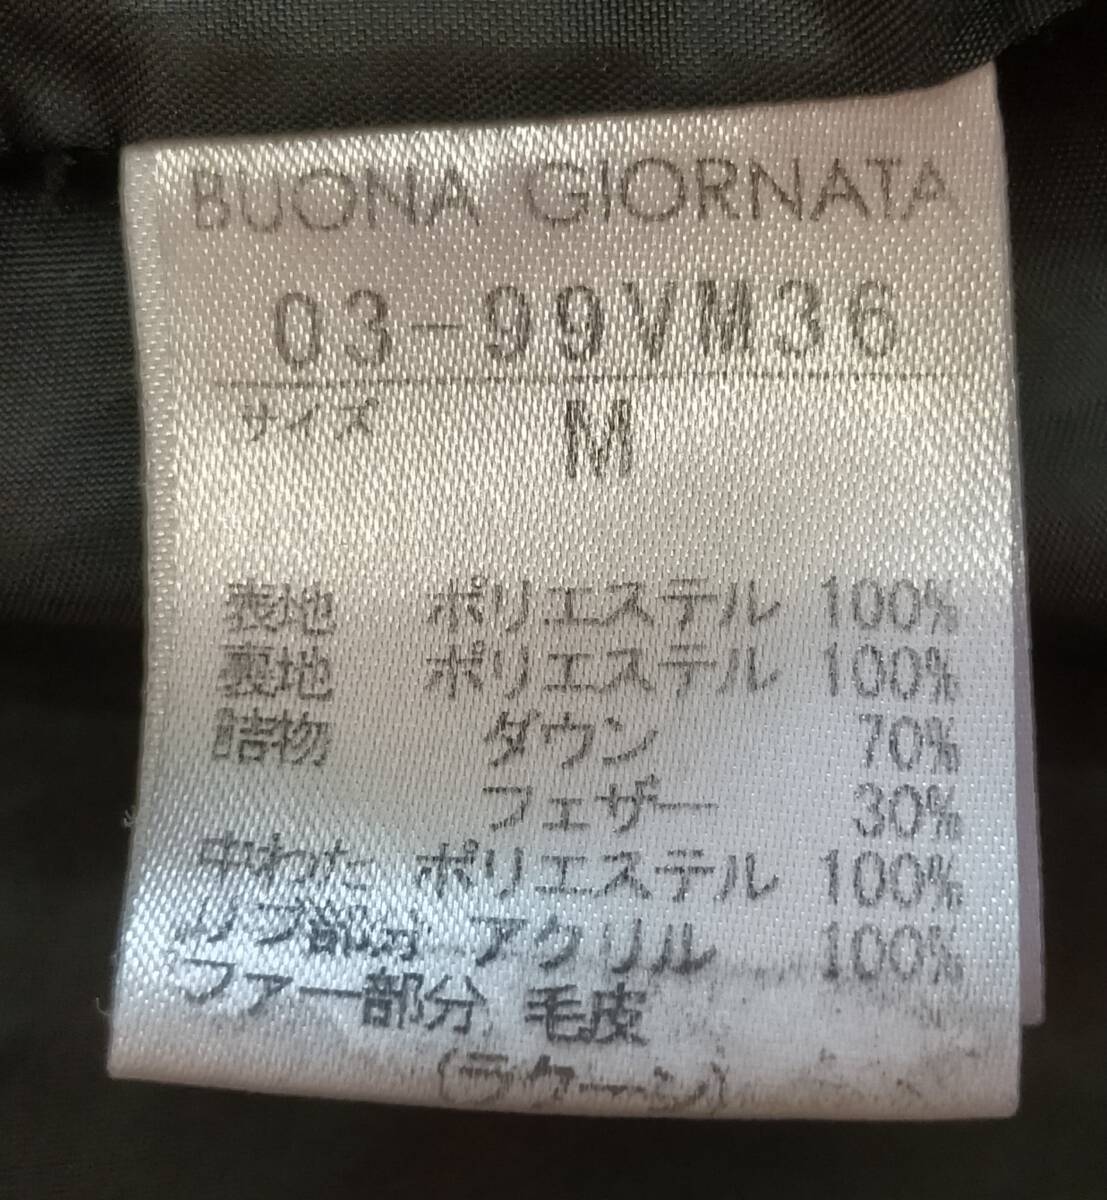 BUONA GIORNATA
03-99VM36
サイズ M
表地 ポリエステル 100%
裏地 ポリエステル 100%
詰物 ダウン 70%
フェザー 30%
中わた ポリエステル 100%
リブ部分 アクリル 100%
ファー部分 毛皮
(ラクーン)